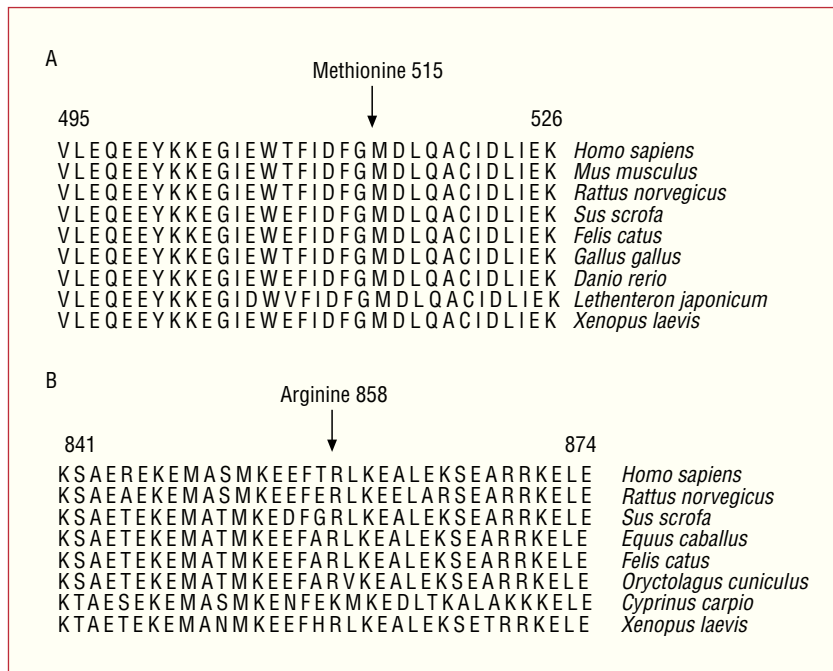 A
Methionine 515
495 526
VLEQEEYKKEGIEWTFIDFGMDLQACIDLIEK Homo sapiens
VLEQEEYKKEGIEWTFIDFGMDLQACIDLIEK Mus musculus
VLEQEEYKKEGIEWTFIDFGMDLQACIDLIEK Rattus norvegicus
VLEQEEYKKEGIEWEFIDFGMDLQACIDLIEK Sus scrofa
VLEQEEYKKEGIEWEFIDFGMDLQACIDLIEK Felis catus
VLEQEEYKKEGIEWTFIDFGMDLQACIDLIEK Gallus gallus
VLEQEEYKKEGIEWEFIDFGMDLQACIDLIEK Danio rerio
VLEQEEYKKEGIDWVFIDFGMDLQACIDLIEK Lethenteron japonicum
VLEQEEYKKEGIEWEFIDFGMDLQACIDLIEK Xenopus laevis
B
Arginine 858
841 874
KSAEREKEMASMKEEFTRLKEALEKSEARRKELE Homo sapiens
KSAEAEKEMASMKEEFERLKEELARSEARRKELE Rattus norvegicus
KSAETEKEMATMKEDFGRLKEALEKSEARRKELE Sus scrofa
KSAETEKEMATMKEEFARLKEALEKSEARRKELE Equus caballus
KSAETEKEMATMKEEFARLKEALEKSEARRKELE Felis catus
KSAETEKEMATMKEEFARVKEALEKSEARRKELE Oryctolagus cuniculus
KTAESEKEMASMKENFEKMKEDLTKALAKKKELE Cyprinus carpio
KTAETEKEMANMKEEFHRLKEALEKSETRRKELE Xenopus laevis